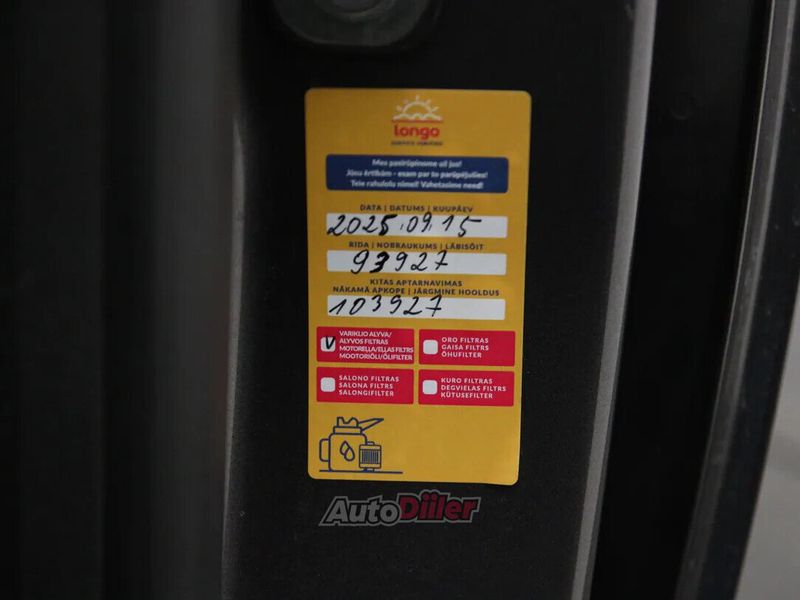 longo
Mes pasirūpinome už jus!
Jūsu ērtībām - esam par to parūpējušies!
Teie rahulolu nimel! Vahetasime need!
DATA | DATUMS | KUUPÄEV
2025.09.15
RIDA | NOBRAUKUMS | LÄBISÕIT
93927
KITAS APTARNAVIMAS
NĀKAMĀ APKOPE | JÄRGMINE HOOLDUS
103927
VARIKLIO ALYVA/
ALYVOS FILTRAS
MOTOREĻĻA/EĻĻAS FILTRS
MOOTORIÕLI/ÕLIFILTER
ORO FILTRAS
GAISA FILTRS
ÕHUFILTER
SALONO FILTRAS
SALONA FILTRS
SALONGIFILTER
KURO FILTRAS
DEGVIELAS FILTRS
KÜTUSEFILTER
AutoDiiler